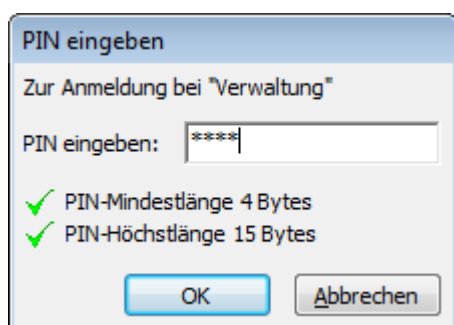 PIN eingeben
Zur Anmeldung bei "Verwaltung"
PIN eingeben: ****
PIN-Mindestlänge 4 Bytes
PIN-Höchstlänge 15 Bytes
OK Abbrechen